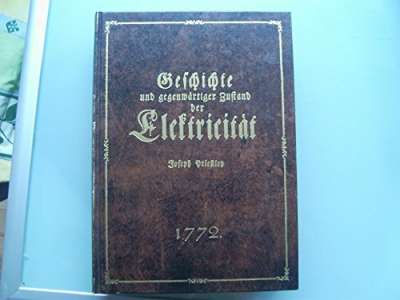 Geschichte
und gegenwärtiger Zustand
der
Elektricität
Joseph Priestley
1772.